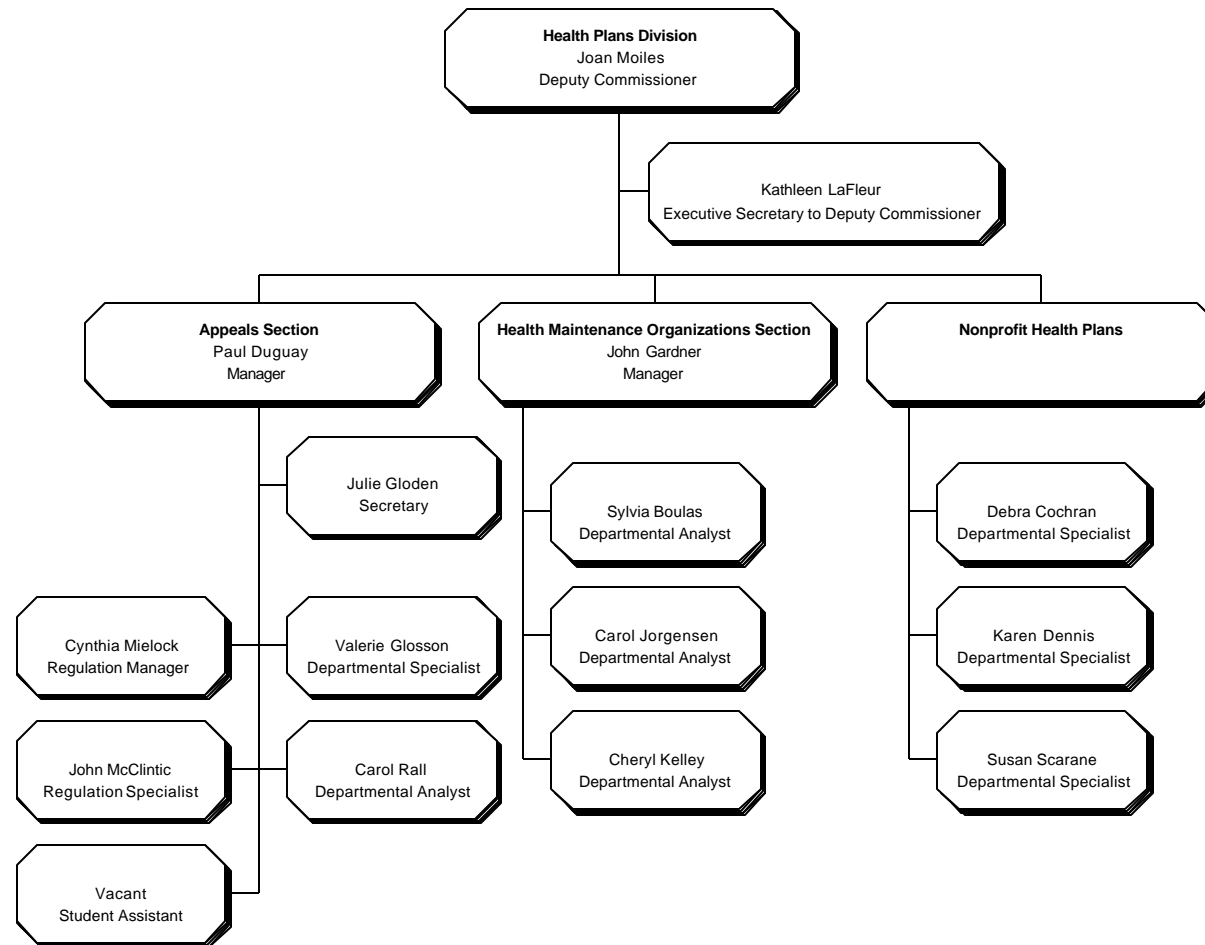 Health Plans Division
Joan Moiles
Deputy Commissioner
Kathleen LaFleur
Executive Secretary to Deputy Commissioner
Appeals Section
Paul Duguay
Manager
Health Maintenance Organizations Section
John Gardner
Manager
Nonprofit Health Plans
Julie Gloden
Secretary
Cynthia Mielock
Regulation Manager
Valerie Glosson
Departmental Specialist
John McClintic
Regulation Specialist
Carol Rall
Departmental Analyst
Vacant
Student Assistant
Sylvia Boulas
Departmental Analyst
Carol Jorgensen
Departmental Analyst
Cheryl Kelley
Departmental Analyst
Debra Cochran
Departmental Specialist
Karen Dennis
Departmental Specialist
Susan Scarane
Departmental Specialist